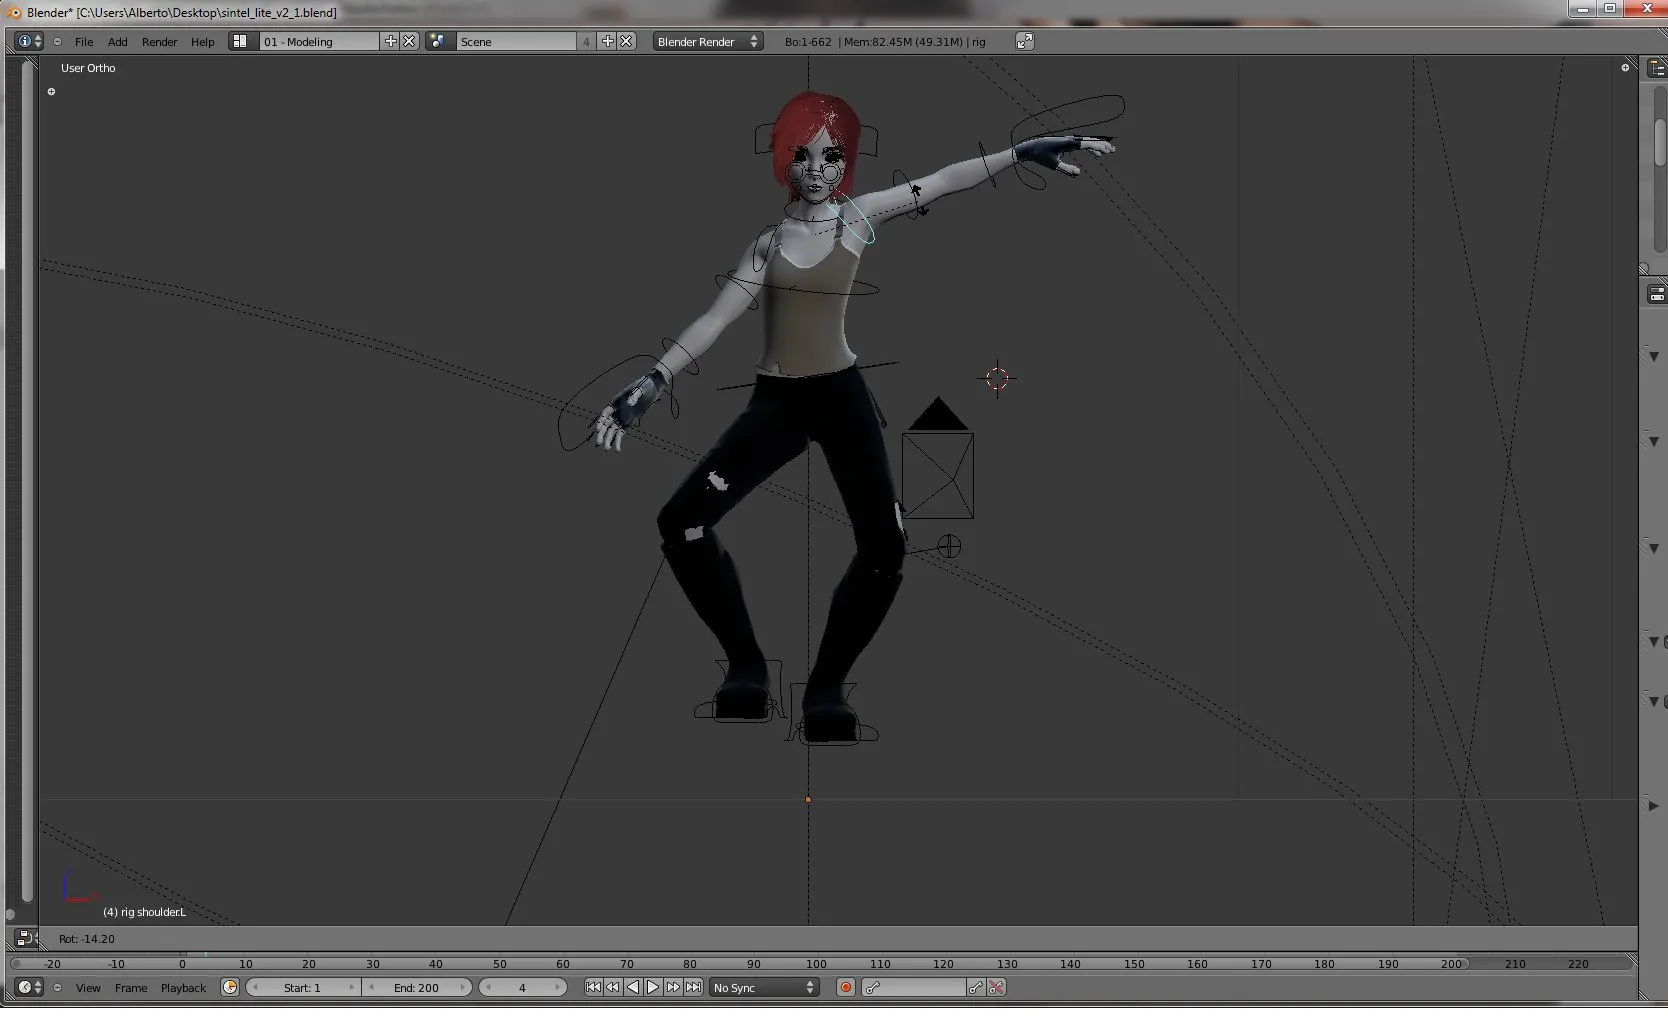 Blender* [C:\Users\Alberto\Desktop\sintel_lite_v2_1.blend]
File Add Render Help 01 - Modeling Scene 4 Blender Render Bo:1-662 | Mem:82.45M (49.31M) | rig
User Ortho
(4) rig shoulder.L
Rot: -14.20
-20 -10 0 10 20 30 40 50 60 70 80 90 100 110 120 130 140 150 160 170 180 190 200 210 220
View Frame Playback Start: 1 End: 200 4 No Sync